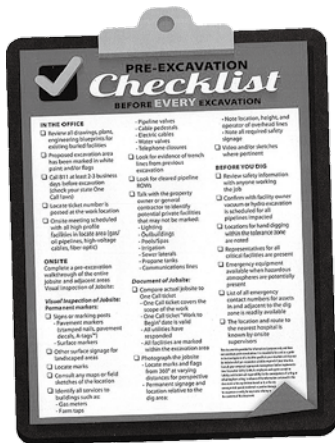 PRE-EXCAVATION
Checklist
BEFORE EVERY EXCAVATION
IN THE OFFICE
Review all drawings, plans,
engineering blueprints for
existing buried facilities
Proposed excavation area
has been marked in white
paint and/or flags
Call 811 at least 2-3 business
days before excavation
(check your state One
Call laws)
Locate ticket number is
posted at the work location
Onsite meeting scheduled
with all high profile
facilities in locate area (gas/
oil pipelines, high-voltage
cables, fiber-optic)
ONSITE
Complete a pre-excavation
walkthrough of the entire
jobsite and adjacent areas
Visual Inspection of Jobsite:
Visual Inspection of Jobsite:
Permanent markers:
Signs or marking posts
- Pavement markers
(stamped nails, pavement
decals, A-tags™)
- Surface markers
Other surface signage for
landscaped areas
Locate marks
Consult any maps or field
sketches of the location
Identify all services to
buildings such as:
- Gas meters
- Farm taps
- Pipeline valves
- Cable pedestals
- Electric cables
- Water valves
- Telephone closures
Look for evidence of trench
lines from previous
excavation
Look for cleared pipeline
ROWs
Talk with the property
owner or general
contractor to identify
potential private facilities
that may not be marked:
- Lighting
- Outbuildings
- Pools/Spas
- Irrigation
- Sewer laterals
- Propane tanks
- Communications lines
Document of Jobsite:
Compare actual jobsite to
One Call ticket
- One Call ticket covers the
scope of the work
- One Call ticket "Work to
Begin" date is valid
- All utilities have
responded
- All facilities are marked
within the excavation area
Photograph the jobsite
- Locate marks and flags
from 360° at varying
distances for perspective
- Permanent signage and
location relative to the
dig area:
- Note location, height, and
operator of overhead lines
- Note all required safety
signage
Video and/or sketches
where pertinent
BEFORE YOU DIG
Review safety information
with anyone working
the job
Confirm with facility owner
vacuum or hydro excavation
is scheduled for all
pipelines impacted
Locations for hand digging
within the tolerance zone
are noted
Representatives for all
critical facilities are present
Emergency equipment
available when hazardous
atmospheres are potentially
present
List of all emergency
contact numbers for assets
in and adjacent to the dig
zone is readily available
The location and route to
the nearest hospital is
known by onsite
supervisors